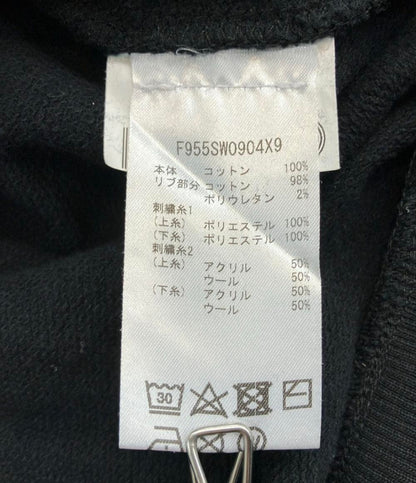 F955SW0904X9
本体 コットン 100%
リブ部分 コットン 98%
ポリウレタン 2%
刺繍糸1
(上糸) ポリエステル 100%
(下糸) ポリエステル 100%
刺繍糸2
(上糸) アクリル 50%
ウール 50%
(下糸) アクリル 50%
ウール 50%
30